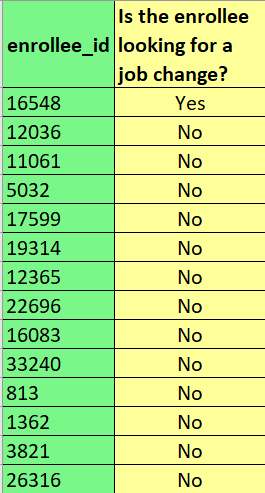 enrollee_id Is the enrollee looking for a job change?
16548 Yes
12036 No
11061 No
5032 No
17599 No
19314 No
12365 No
22696 No
16083 No
33240 No
813 No
1362 No
3821 No
26316 No